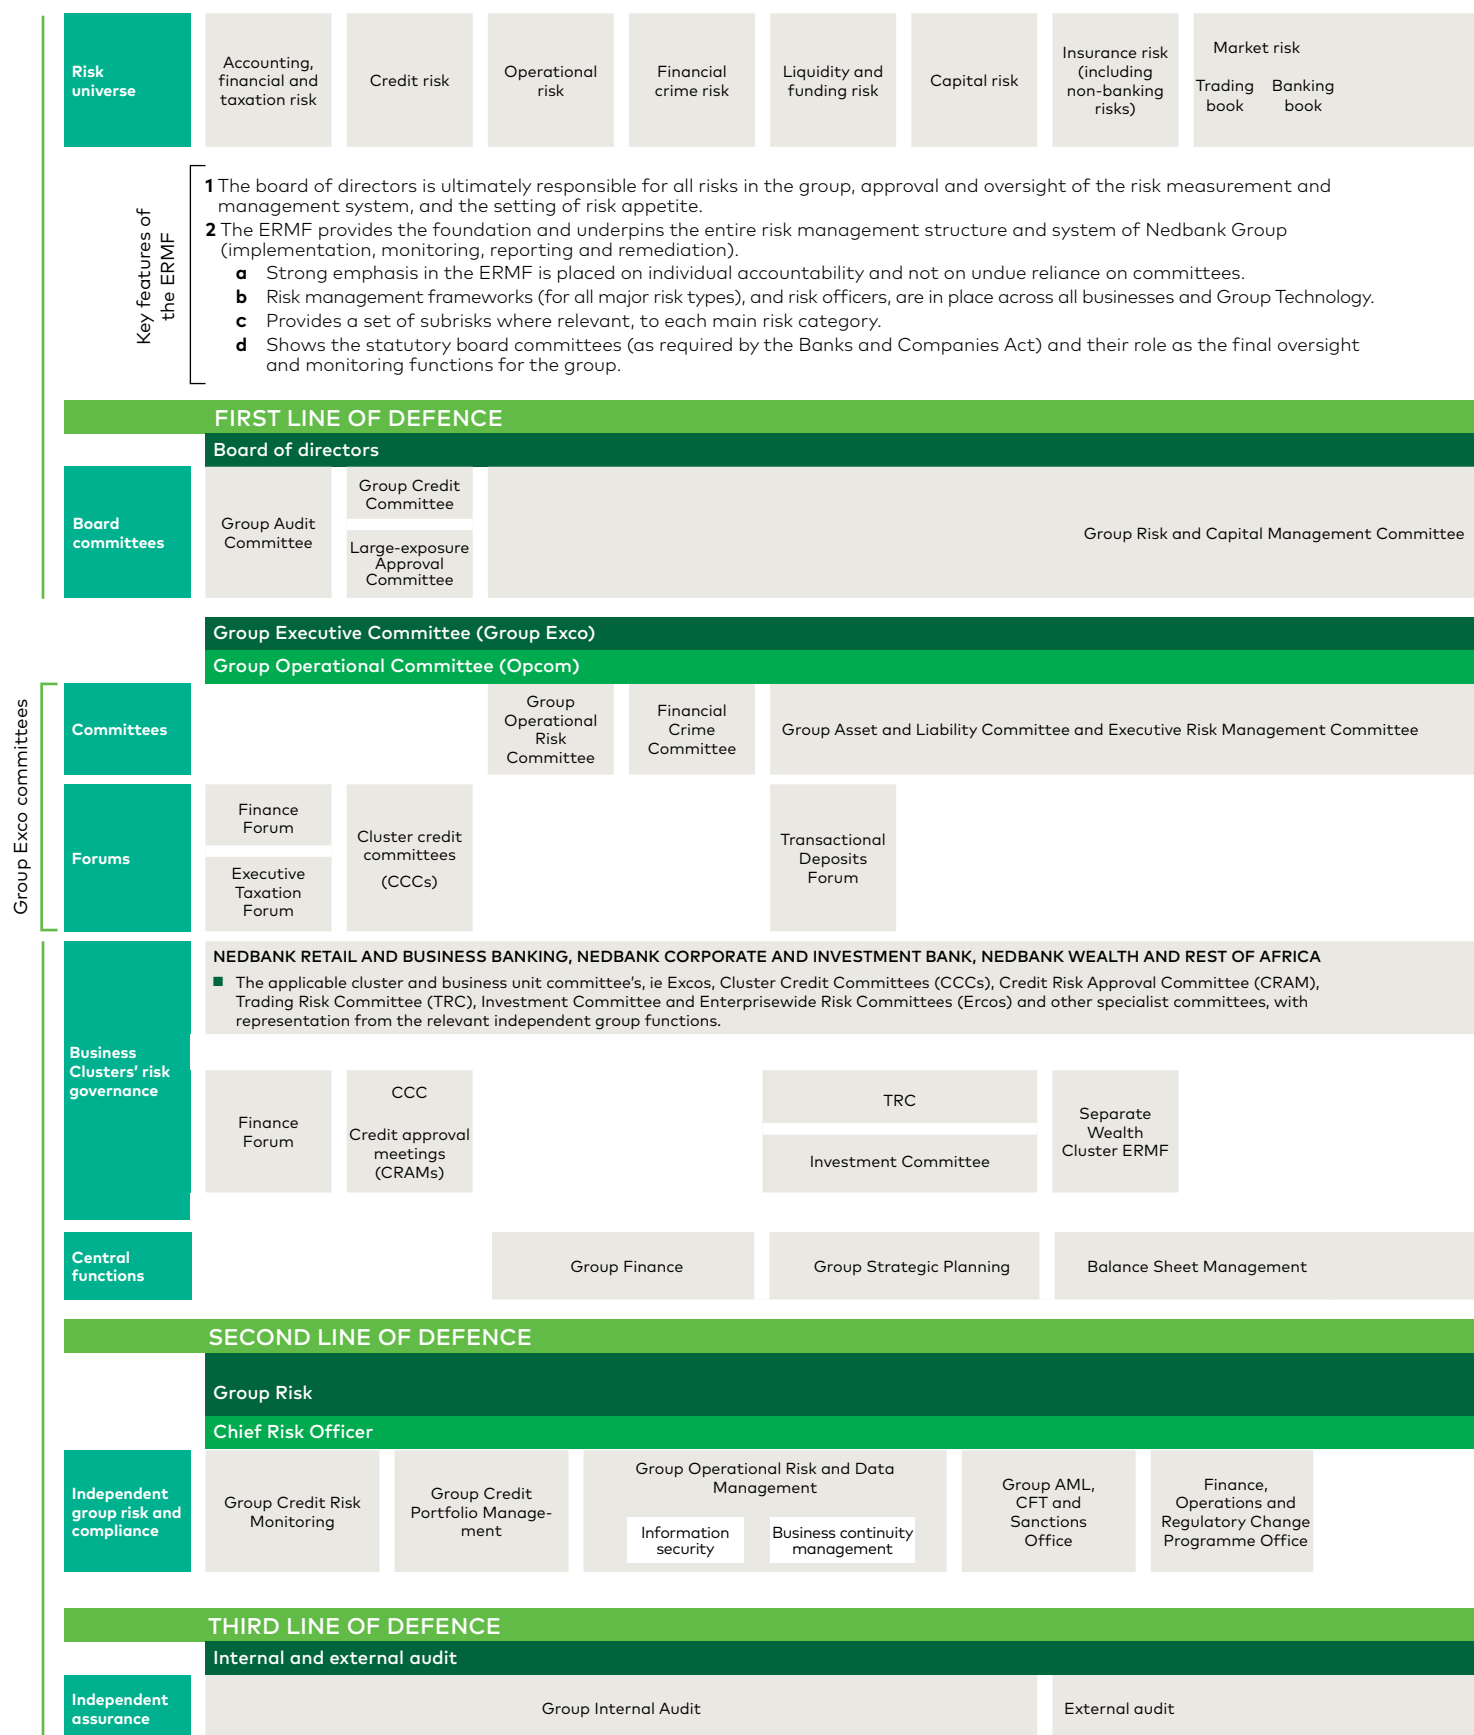 Risk
universe
Accounting,
financial and
taxation risk
Credit risk
Operational
risk
Financial
crime risk
Liquidity and
funding risk
Capital risk
Insurance risk
(including
non-banking
risks)
Market risk
Trading
book
Banking
book
Key features of
the ERMF
1 The board of directors is ultimately responsible for all risks in the group, approval and oversight of the risk measurement and
management system, and the setting of risk appetite.
2 The ERMF provides the foundation and underpins the entire risk management structure and system of Nedbank Group
(implementation, monitoring, reporting and remediation).
a Strong emphasis in the ERMF is placed on individual accountability and not on undue reliance on committees.
b Risk management frameworks (for all major risk types), and risk officers, are in place across all businesses and Group Technology.
c Provides a set of subrisks where relevant, to each main risk category.
d Shows the statutory board committees (as required by the Banks and Companies Act) and their role as the final oversight
and monitoring functions for the group.
FIRST LINE OF DEFENCE
Board of directors
Board
committees
Group Audit
Committee
Group Credit
Committee
Large-exposure
Approval
Committee
Group Risk and Capital Management Committee
Group Executive Committee (Group Exco)
Group Operational Committee (Opcom)
Group Exco committees
Committees
Group
Operational
Risk
Committee
Financial
Crime
Committee
Group Asset and Liability Committee and Executive Risk Management Committee
Forums
Finance
Forum
Executive
Taxation
Forum
Cluster credit
committees
(CCCs)
Transactional
Deposits
Forum
Business
Clusters' risk
governance
NEDBANK RETAIL AND BUSINESS BANKING, NEDBANK CORPORATE AND INVESTMENT BANK, NEDBANK WEALTH AND REST OF AFRICA
■ The applicable cluster and business unit committee's, ie Excos, Cluster Credit Committees (CCCs), Credit Risk Approval Committee (CRAM),
Trading Risk Committee (TRC), Investment Committee and Enterprisewide Risk Committees (Ercos) and other specialist committees, with
representation from the relevant independent group functions.
Finance
Forum
CCC
Credit approval
meetings
(CRAMs)
TRC
Investment Committee
Separate
Wealth
Cluster ERMF
Central
functions
Group Finance
Group Strategic Planning
Balance Sheet Management
SECOND LINE OF DEFENCE
Group Risk
Chief Risk Officer
Independent
group risk and
compliance
Group Credit Risk
Monitoring
Group Credit
Portfolio Manage-
ment
Group Operational Risk and Data
Management
Information
security
Business continuity
management
Group AML,
CFT and
Sanctions
Office
Finance,
Operations and
Regulatory Change
Programme Office
THIRD LINE OF DEFENCE
Internal and external audit
Independent
assurance
Group Internal Audit
External audit